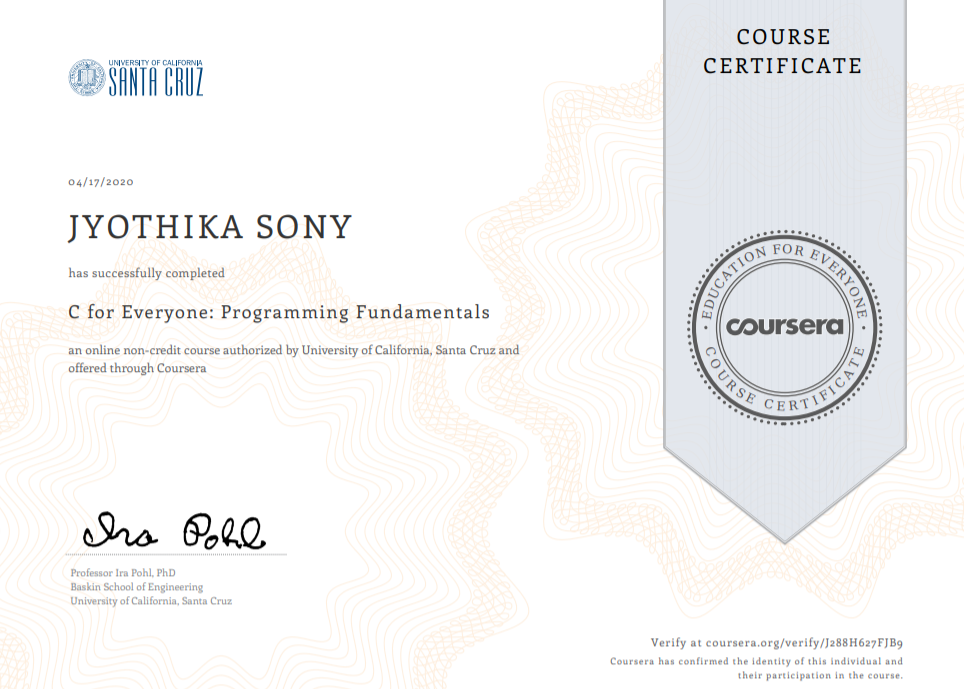 UNIVERSITY OF CALIFORNIA
SANTA CRUZ
COURSE
CERTIFICATE
04/17/2020
JYOTHIKA SONY
has successfully completed
C for Everyone: Programming Fundamentals
an online non-credit course authorized by University of California, Santa Cruz and
offered through Coursera
EDUCATION FOR EVERYONE
coursera
COURSE CERTIFICATE
Ira Pohl
Professor Ira Pohl, PhD
Baskin School of Engineering
University of California, Santa Cruz
Verify at coursera.org/verify/J288H627FJB9
Coursera has confirmed the identity of this individual and
their participation in the course.